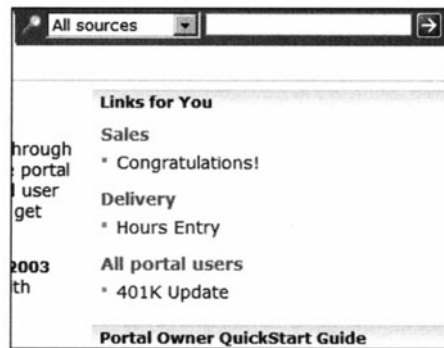 All sources
Links for You
Sales
Congratulations!
hrough
portal
user
Delivery
get
Hours Entry
2003
All portal users
th
401K Update
Portal Owner QuickStart Guide